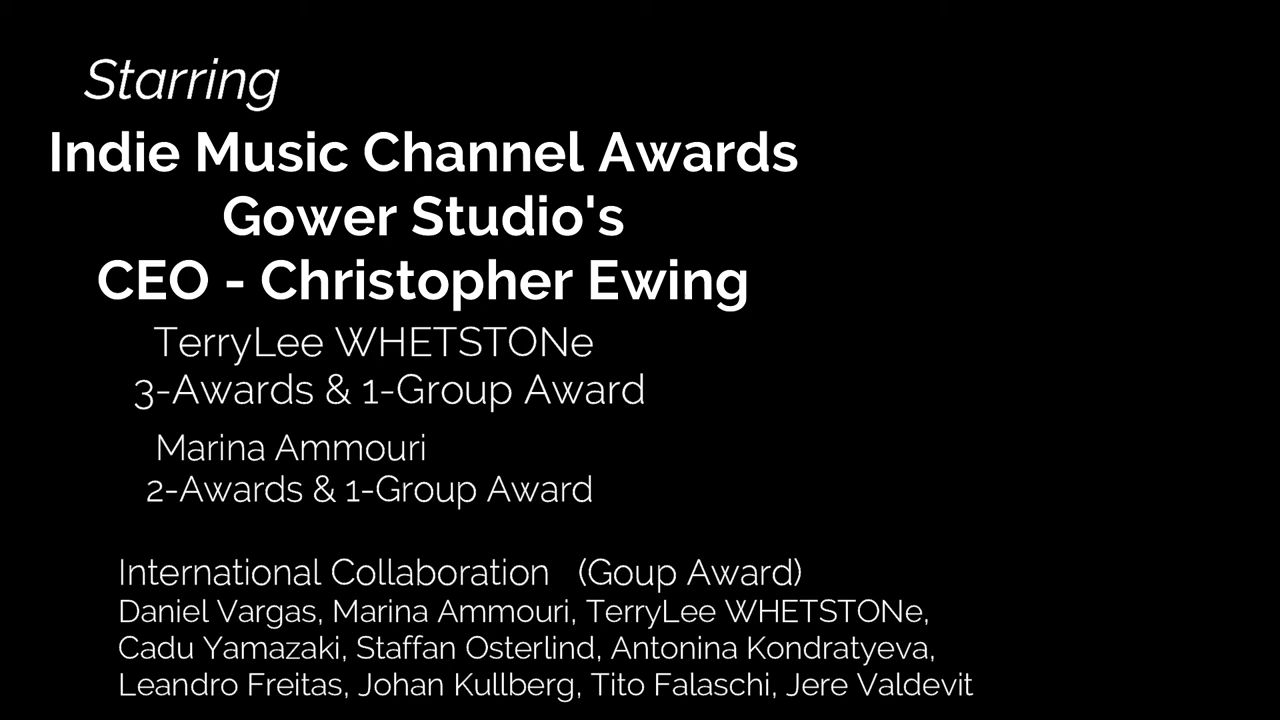 Starring
Indie Music Channel Awards
Gower Studio's
CEO - Christopher Ewing
TerryLee WHETSTONe
3-Awards & 1-Group Award
Marina Ammouri
2-Awards & 1-Group Award
International Collaboration (Goup Award)
Daniel Vargas, Marina Ammouri, TerryLee WHETSTONe,
Cadu Yamazaki, Staffan Osterlind, Antonina Kondratyeva,
Leandro Freitas, Johan Kullberg, Tito Falaschi, Jere Valdevit